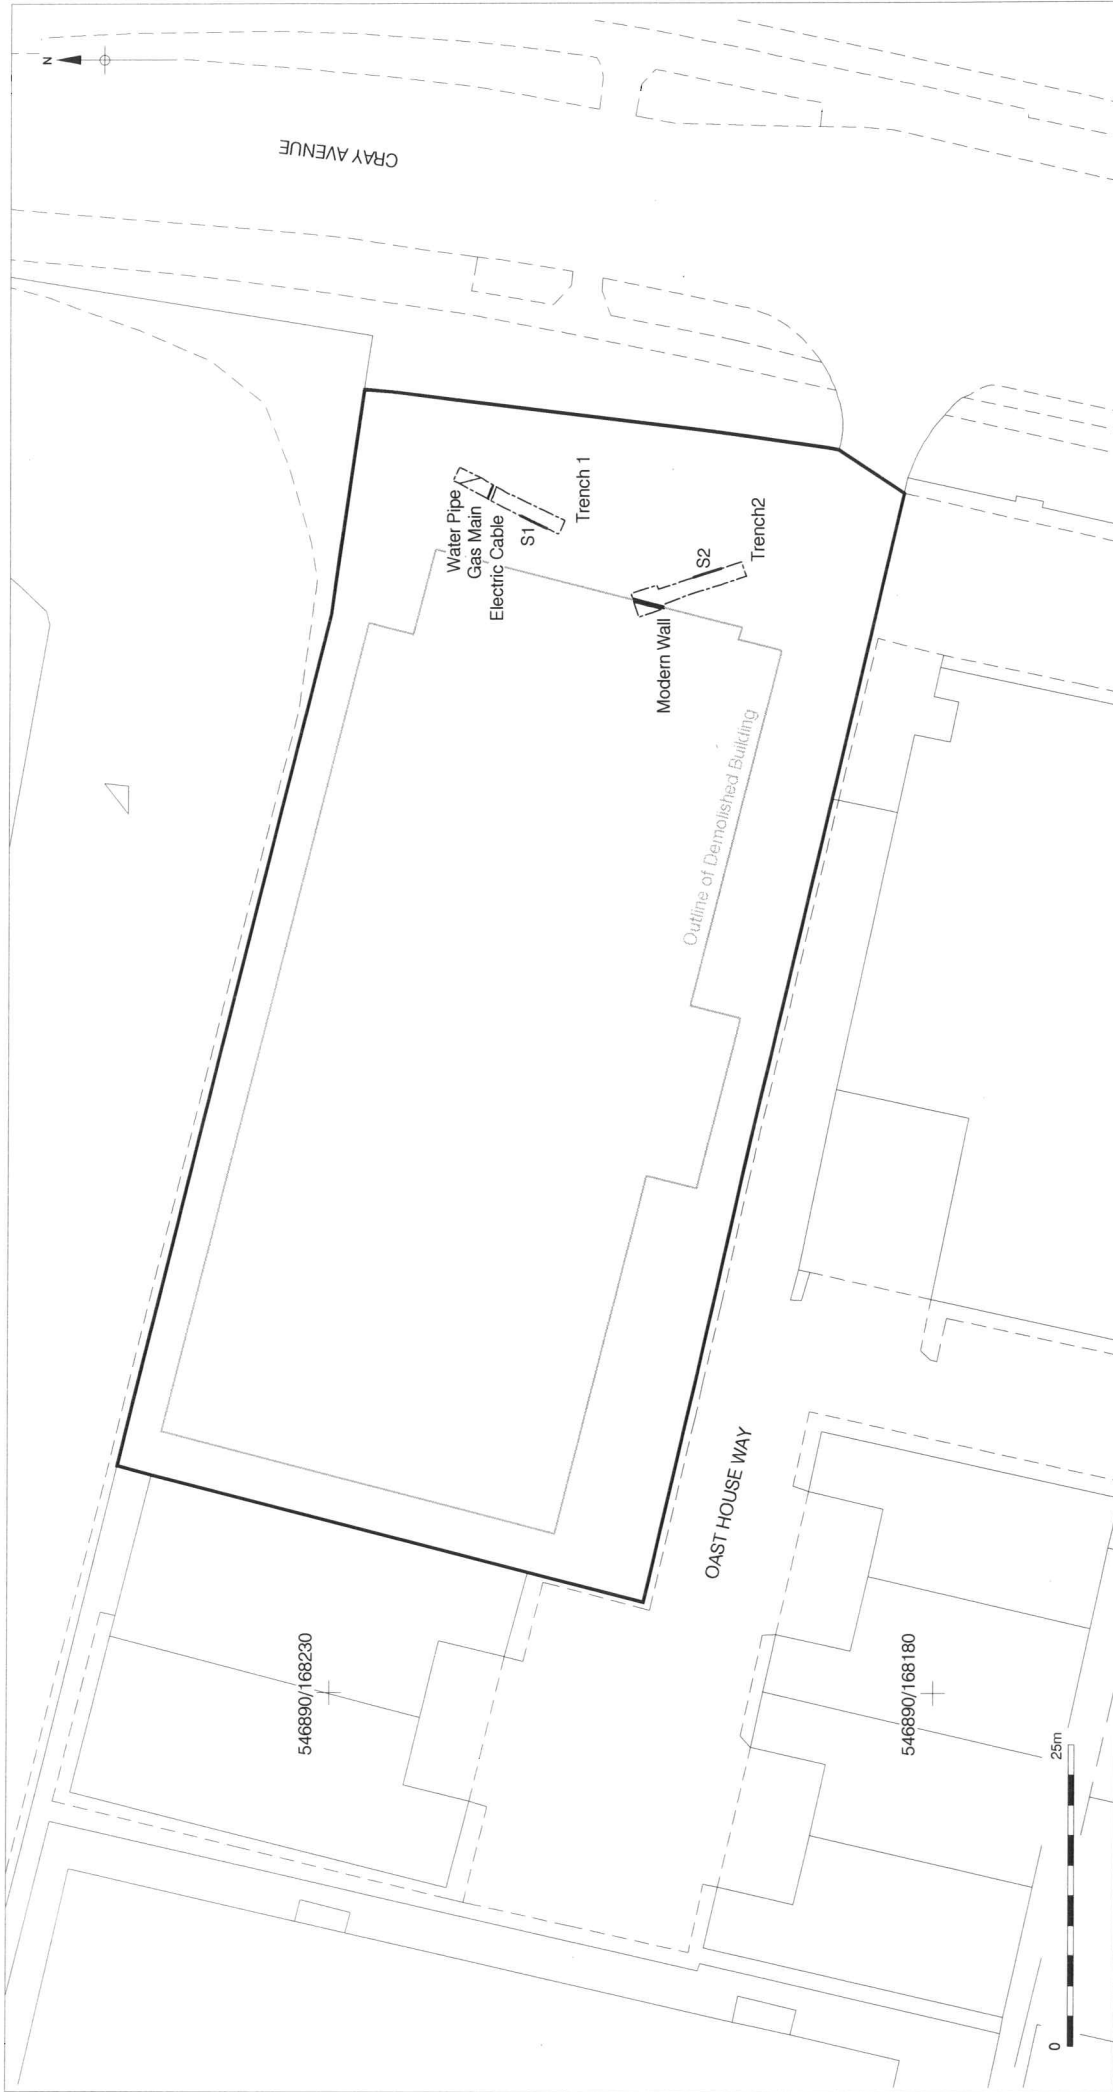 N
CRAY AVENUE
Water Pipe
Gas Main
Electric Cable
S1
Trench 1
S2
Trench2
Modern Wall
Outline of Demolished Building
OAST HOUSE WAY
546890/168230
546890/168180
0
25m